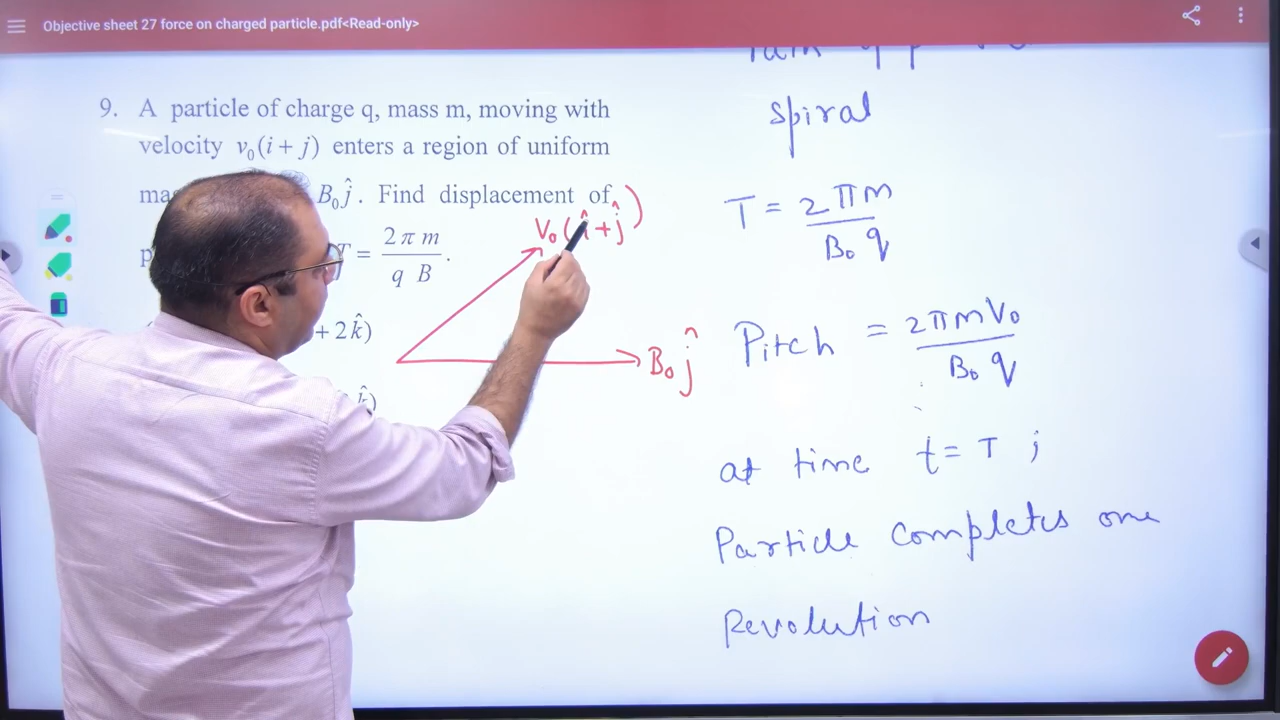 Objective sheet 27 force on charged particle.pdf<Read-only>
9. A particle of charge q, mass m, moving with
velocity v₀(i + j) enters a region of uniform
B₀ĵ. Find displacement of
T = 2 π m / q B.
+ 2k̂)
k̂)
V₀(î+ĵ)
B₀ĵ
spiral
T = 2πm / B₀q
Pitch = 2πmV₀ / B₀q
at time t = T ;
Particle completes one
Revolution